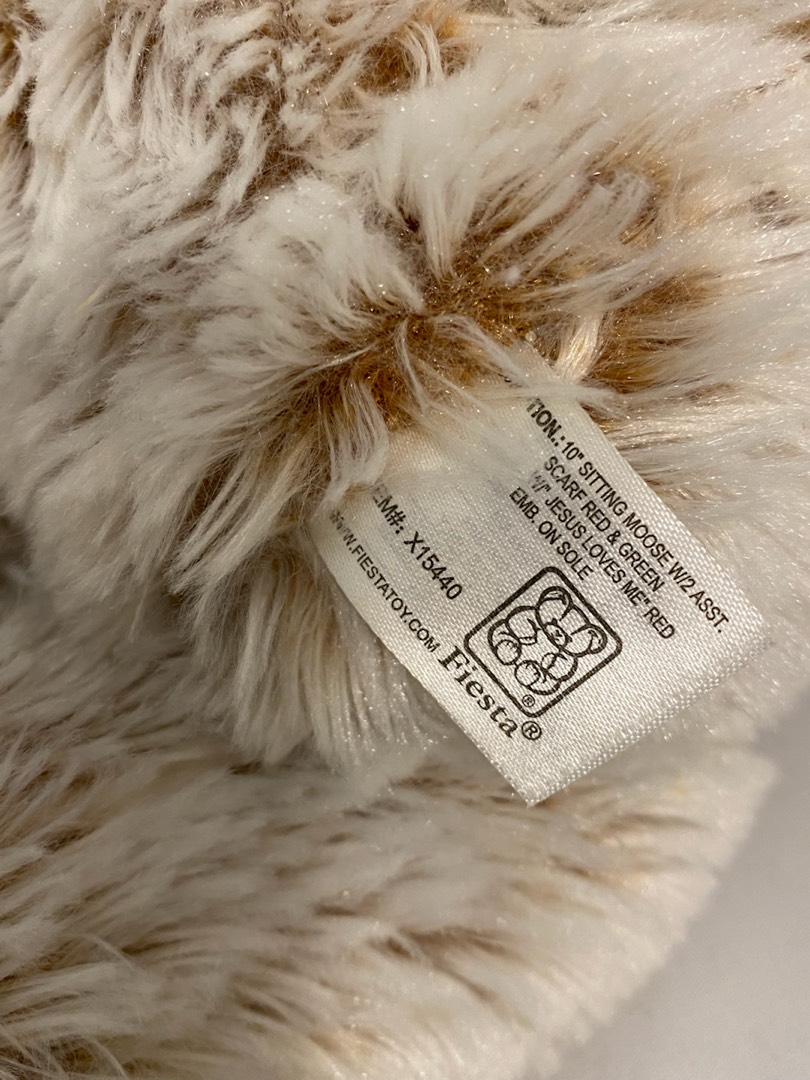 TION.: 10" SITTING MOOSE W/2 ASST.
SCARF RED & GREEN
W/" JESUS LOVES ME" RED
EMB. ON SOLE
EM#: X15440
WWW.FIESTATOY.COM
Fiesta®
®